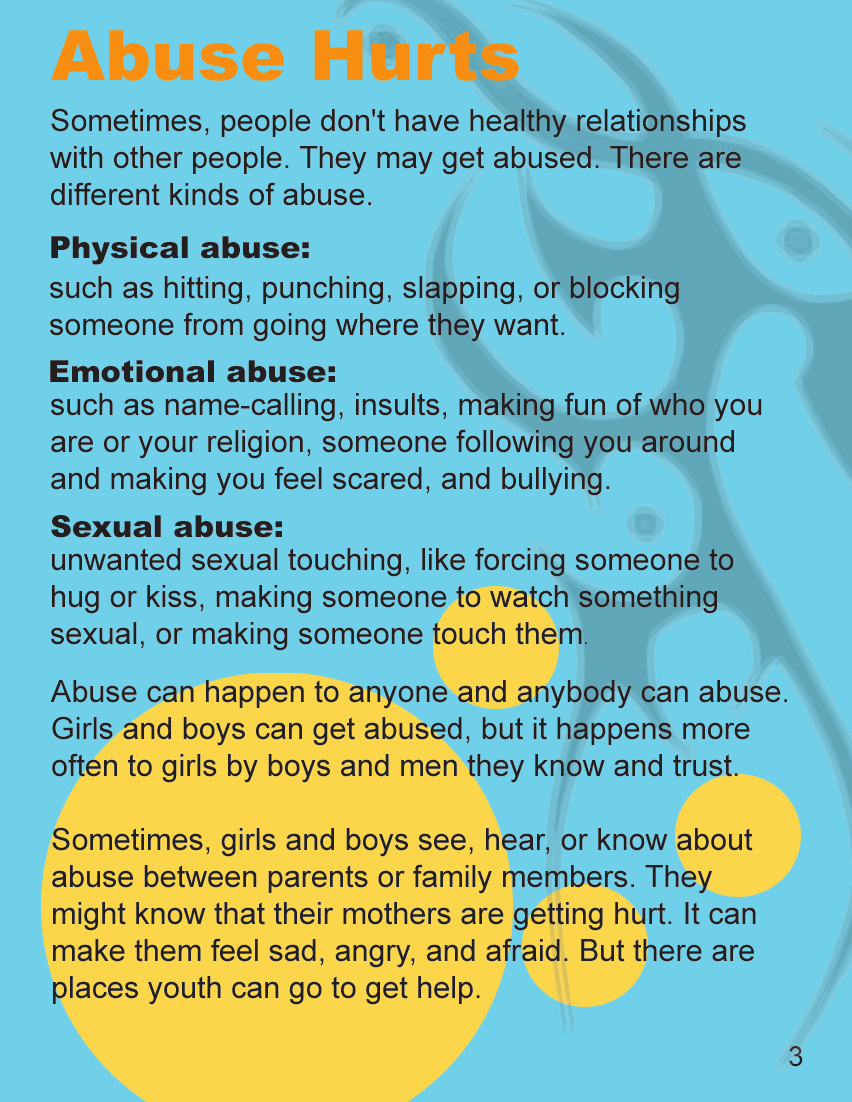 Abuse Hurts
Sometimes, people don't have healthy relationships
with other people. They may get abused. There are
different kinds of abuse.
Physical abuse:
such as hitting, punching, slapping, or blocking
someone from going where they want.
Emotional abuse:
such as name-calling, insults, making fun of who you
are or your religion, someone following you around
and making you feel scared, and bullying.
Sexual abuse:
unwanted sexual touching, like forcing someone to
hug or kiss, making someone to watch something
sexual, or making someone touch them.
Abuse can happen to anyone and anybody can abuse.
Girls and boys can get abused, but it happens more
often to girls by boys and men they know and trust.
Sometimes, girls and boys see, hear, or know about
abuse between parents or family members. They
might know that their mothers are getting hurt. It can
make them feel sad, angry, and afraid. But there are
places youth can go to get help.
3